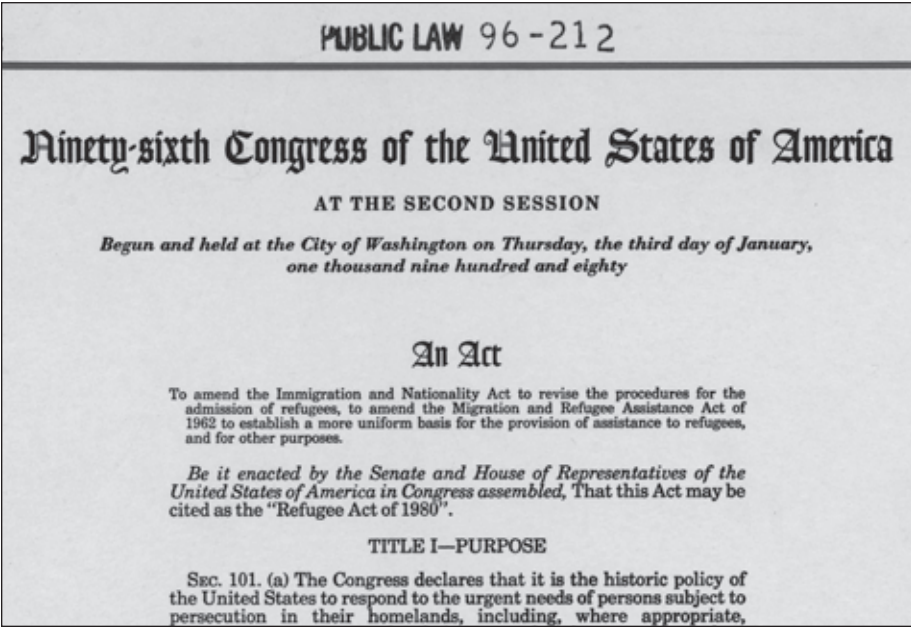 PUBLIC LAW 96-212
Ninety-sixth Congress of the United States of America
AT THE SECOND SESSION
Begun and held at the City of Washington on Thursday, the third day of January,
one thousand nine hundred and eighty
An Act
To amend the Immigration and Nationality Act to revise the procedures for the
admission of refugees, to amend the Migration and Refugee Assistance Act of
1962 to establish a more uniform basis for the provision of assistance to refugees,
and for other purposes.
Be it enacted by the Senate and House of Representatives of the
United States of America in Congress assembled, That this Act may be
cited as the “Refugee Act of 1980”.
TITLE I—PURPOSE
SEC. 101. (a) The Congress declares that it is the historic policy of
the United States to respond to the urgent needs of persons subject to
persecution in their homelands, including, where appropriate,